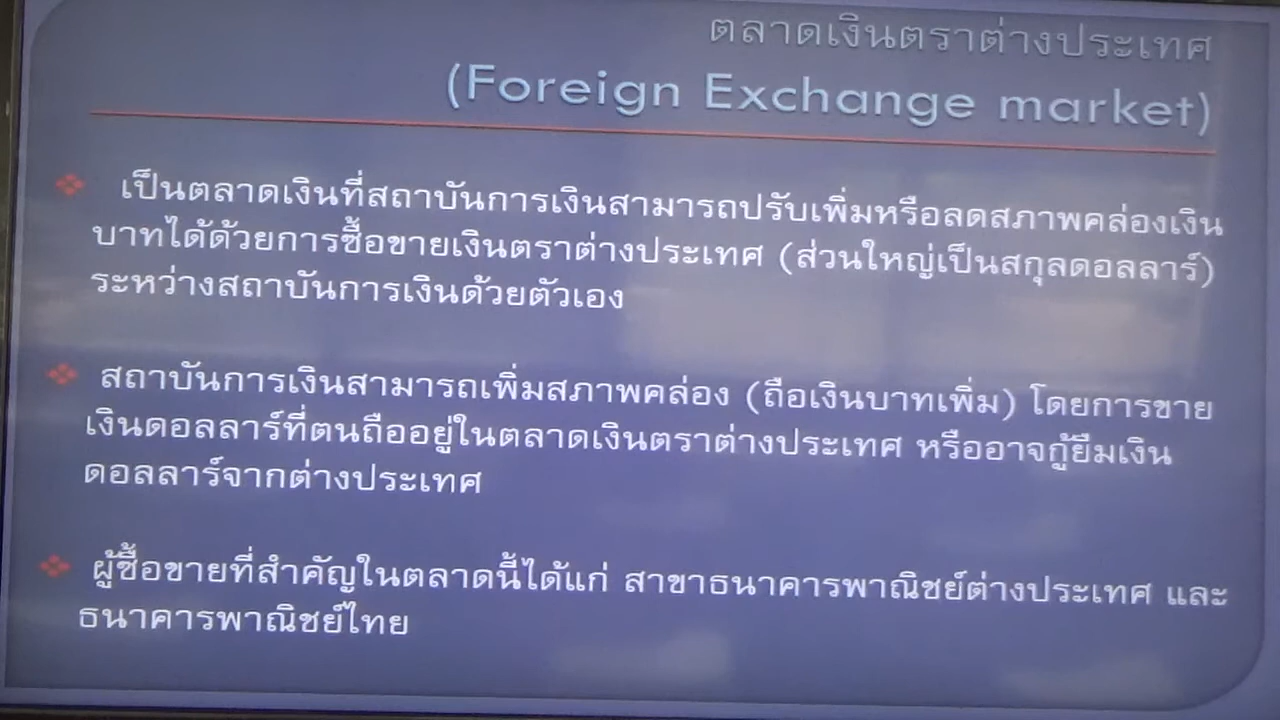 ตลาดเงินตราต่างประเทศ
(Foreign Exchange market)
❖ เป็นตลาดเงินที่สถาบันการเงินสามารถปรับเพิ่มหรือลดสภาพคล่องเงิน
บาทได้ด้วยการซื้อขายเงินตราต่างประเทศ (ส่วนใหญ่เป็นสกุลดอลลาร์)
ระหว่างสถาบันการเงินด้วยตัวเอง
❖ สถาบันการเงินสามารถเพิ่มสภาพคล่อง (ถือเงินบาทเพิ่ม) โดยการขาย
เงินดอลลาร์ที่ตนถืออยู่ในตลาดเงินตราต่างประเทศ หรืออาจกู้ยืมเงิน
ดอลลาร์จากต่างประเทศ
❖ ผู้ซื้อขายที่สำคัญในตลาดนี้ได้แก่ สาขาธนาคารพาณิชย์ต่างประเทศ และ
ธนาคารพาณิชย์ไทย